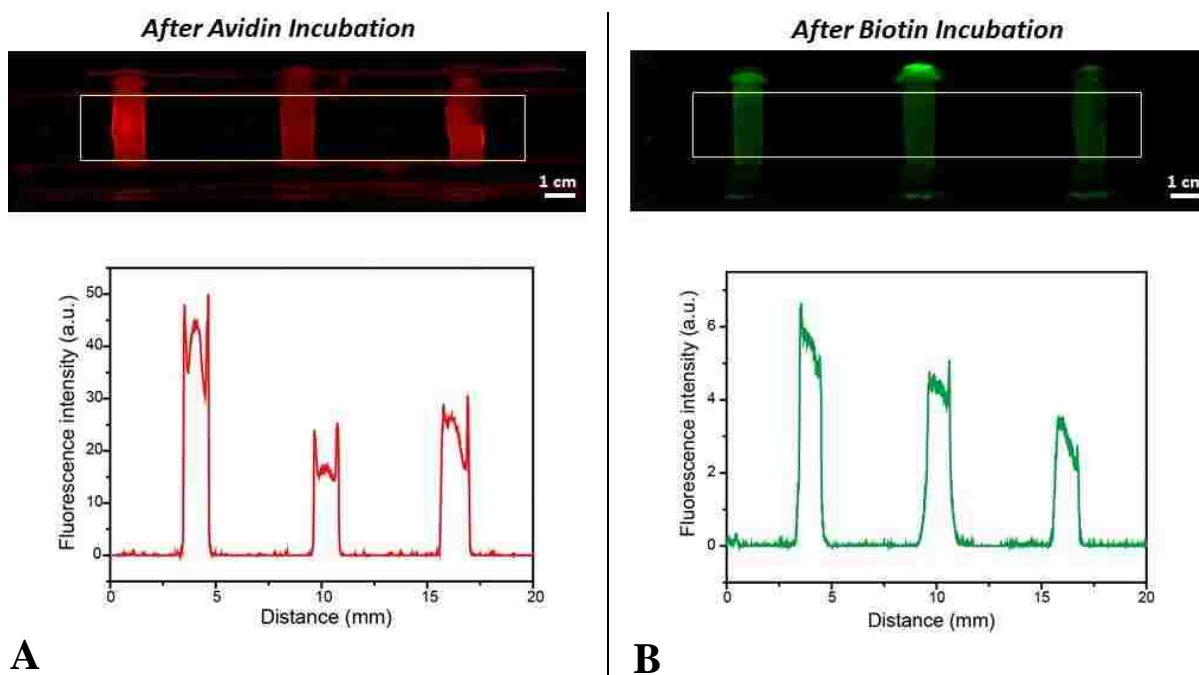 After Avidin Incubation
1 cm
Fluorescence intensity (a.u.)
50
40
30
20
10
0
0 5 10 15 20
Distance (mm)
A
After Biotin Incubation
1 cm
Fluorescence intensity (a.u.)
6
4
2
0
0 5 10 15 20
Distance (mm)
B